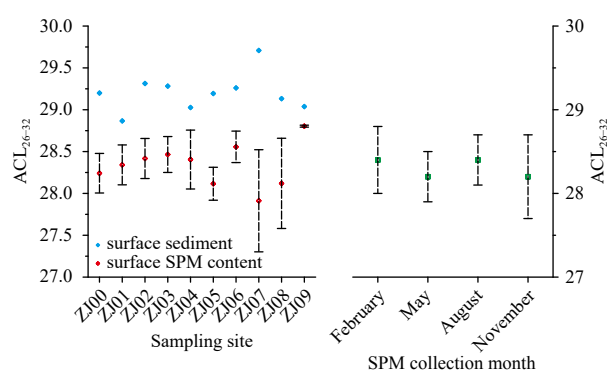 30.0
29.5
29.0
28.5
28.0
27.5
27.0
ACL26–32
surface sediment
surface SPM content
ZJ00
ZJ01
ZJ02
ZJ03
ZJ04
ZJ05
ZJ06
ZJ07
ZJ08
ZJ09
Sampling site
30
29
28
27
ACL26–32
February
May
August
November
SPM collection month